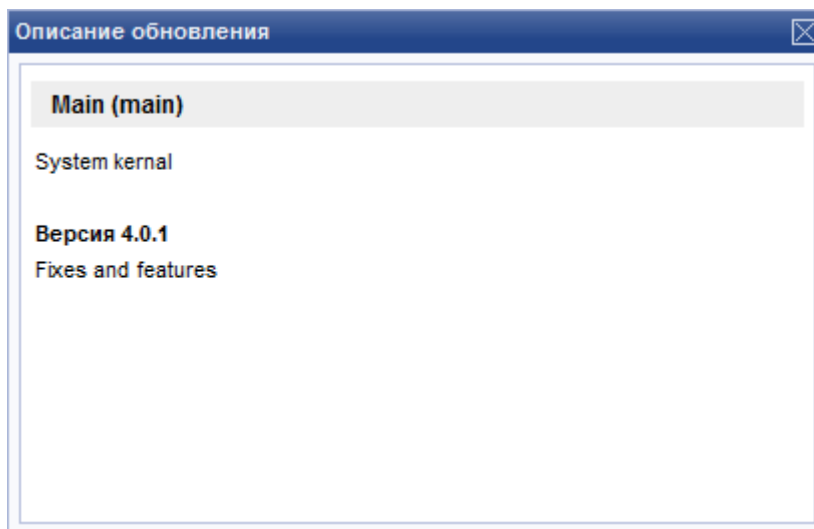 Описание обновления
Main (main)
System kernal
Версия 4.0.1
Fixes and features